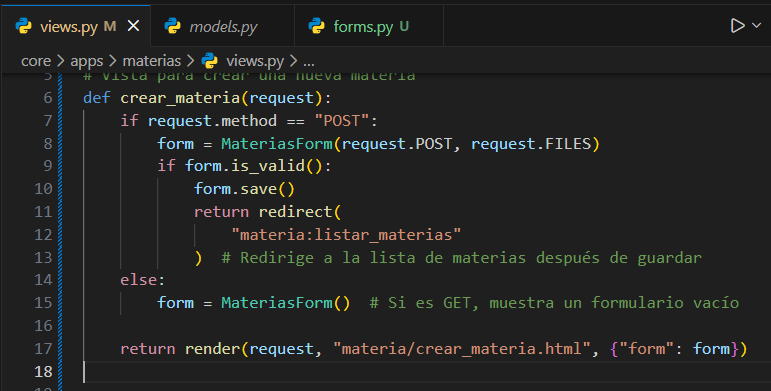 views.py M
models.py
forms.py U
core > apps > materias > views.py > ...
5 # Vista para crear una nueva materia
6 def crear_materia(request):
7 if request.method == "POST":
8 form = MateriasForm(request.POST, request.FILES)
9 if form.is_valid():
10 form.save()
11 return redirect(
12 "materia:listar_materias"
13 ) # Redirige a la lista de materias después de guardar
14 else:
15 form = MateriasForm() # Si es GET, muestra un formulario vacío
16
17 return render(request, "materia/crear_materia.html", {"form": form})
18